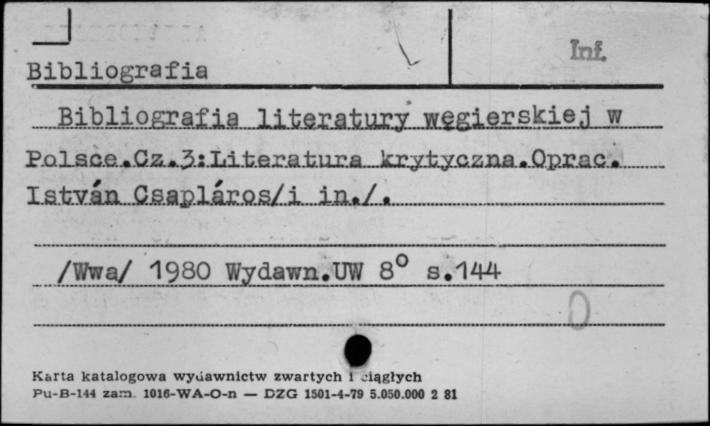 Inf.
Bibliografia
Bibliografia literatury węgierskiej w
Polsce.Cz.3:Literatura krytyczna.Oprac.
István Csapláros/i in./.
/Wwa/ 1980 Wydawn.UW 8° s.144
Karta katalogowa wydawnictw zwartych i ciągłych
Pu-B-144 zam. 1016-WA-O-n — DZG 1501-4-79 5.050.000 2 81